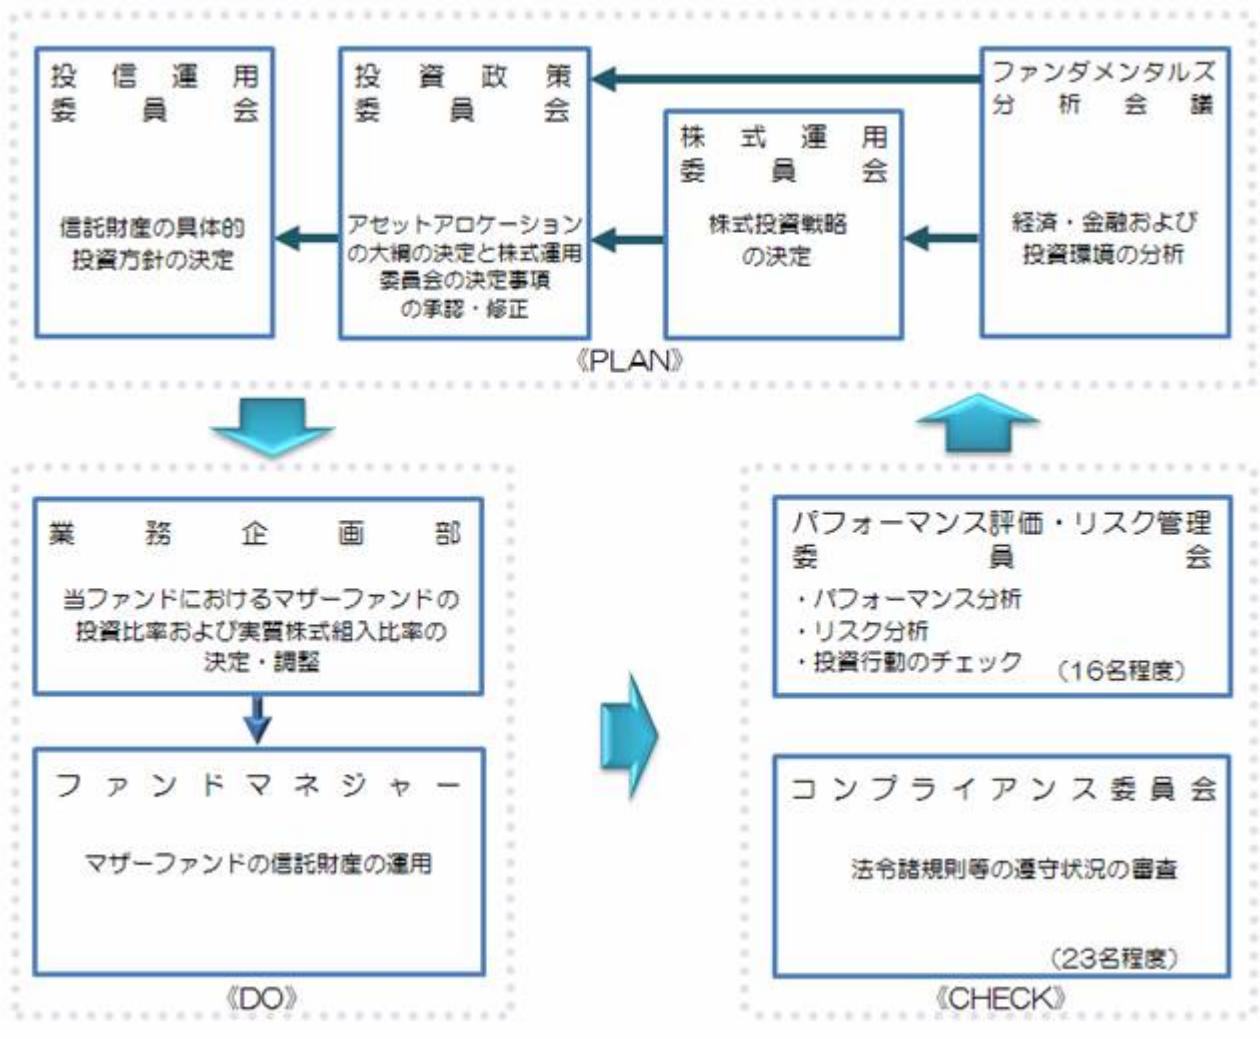 投信運用
委員会
信託財産の具体的
投資方針の決定
投資政策
委員会
アセットアロケーション
の大綱の決定と株式運用
委員会の決定事項
の承認・修正
株式運用
委員会
株式投資戦略
の決定
ファンダメンタルズ
分析会議
経済・金融および
投資環境の分析
《PLAN》
業務企画部
当ファンドにおけるマザーファンドの
投資比率および実質株式組入比率の
決定・調整
ファンドマネジャー
マザーファンドの信託財産の運用
《DO》
パフォーマンス評価・リスク管理
委員会
・パフォーマンス分析
・リスク分析
・投資行動のチェック
（16名程度）
コンプライアンス委員会
法令諸規則等の遵守状況の審査
（23名程度）
《CHECK》